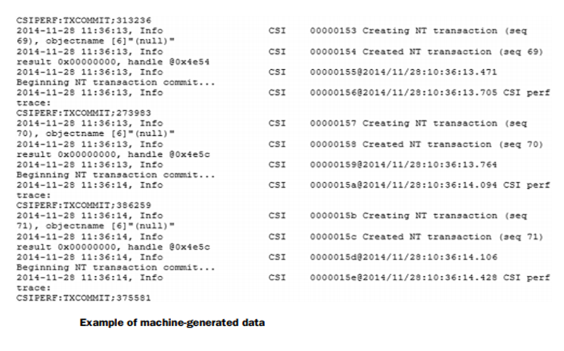 CSIPERF:TXCOMMIT;313236
2014-11-28 11:36:13, Info CSI 00000153 Creating NT transaction (seq
69), objectname [6]"(null)"
2014-11-28 11:36:13, Info CSI 00000154 Created NT transaction (seq 69)
result 0x00000000, handle @0x4e54
2014-11-28 11:36:13, Info CSI 00000155@2014/11/28:10:36:13.471
Beginning NT transaction commit...
2014-11-28 11:36:13, Info CSI 00000156@2014/11/28:10:36:13.705 CSI perf
trace:
CSIPERF:TXCOMMIT;273983
2014-11-28 11:36:13, Info CSI 00000157 Creating NT transaction (seq
70), objectname [6]"(null)"
2014-11-28 11:36:13, Info CSI 00000158 Created NT transaction (seq 70)
result 0x00000000, handle @0x4e5c
2014-11-28 11:36:13, Info CSI 00000159@2014/11/28:10:36:13.764
Beginning NT transaction commit...
2014-11-28 11:36:14, Info CSI 0000015a@2014/11/28:10:36:14.094 CSI perf
trace:
CSIPERF:TXCOMMIT;386259
2014-11-28 11:36:14, Info CSI 0000015b Creating NT transaction (seq
71), objectname [6]"(null)"
2014-11-28 11:36:14, Info CSI 0000015c Created NT transaction (seq 71)
result 0x00000000, handle @0x4e5c
2014-11-28 11:36:14, Info CSI 0000015d@2014/11/28:10:36:14.106
Beginning NT transaction commit...
2014-11-28 11:36:14, Info CSI 0000015e@2014/11/28:10:36:14.428 CSI perf
trace:
CSIPERF:TXCOMMIT;375581
Example of machine-generated data